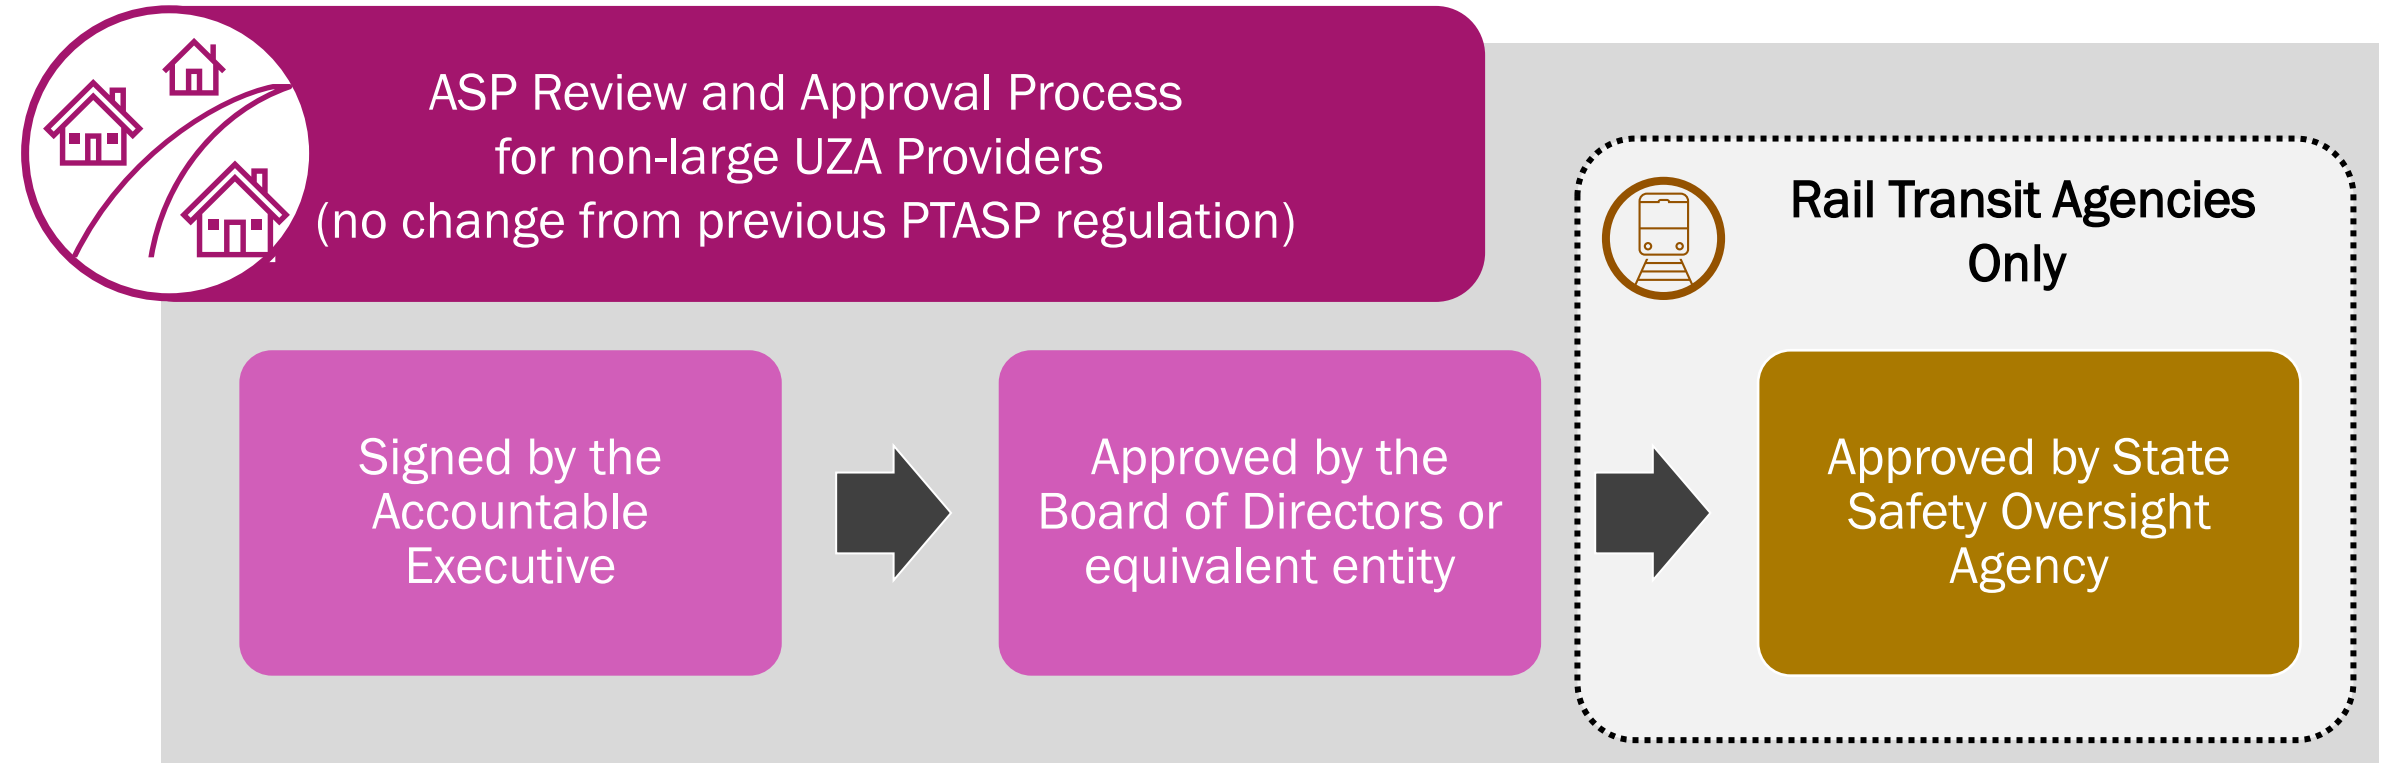 ASP Review and Approval Process
for non-large UZA Providers
(no change from previous PTASP regulation)
Rail Transit Agencies
Only
Signed by the
Accountable
Executive
Approved by the
Board of Directors or
equivalent entity
Approved by State
Safety Oversight
Agency